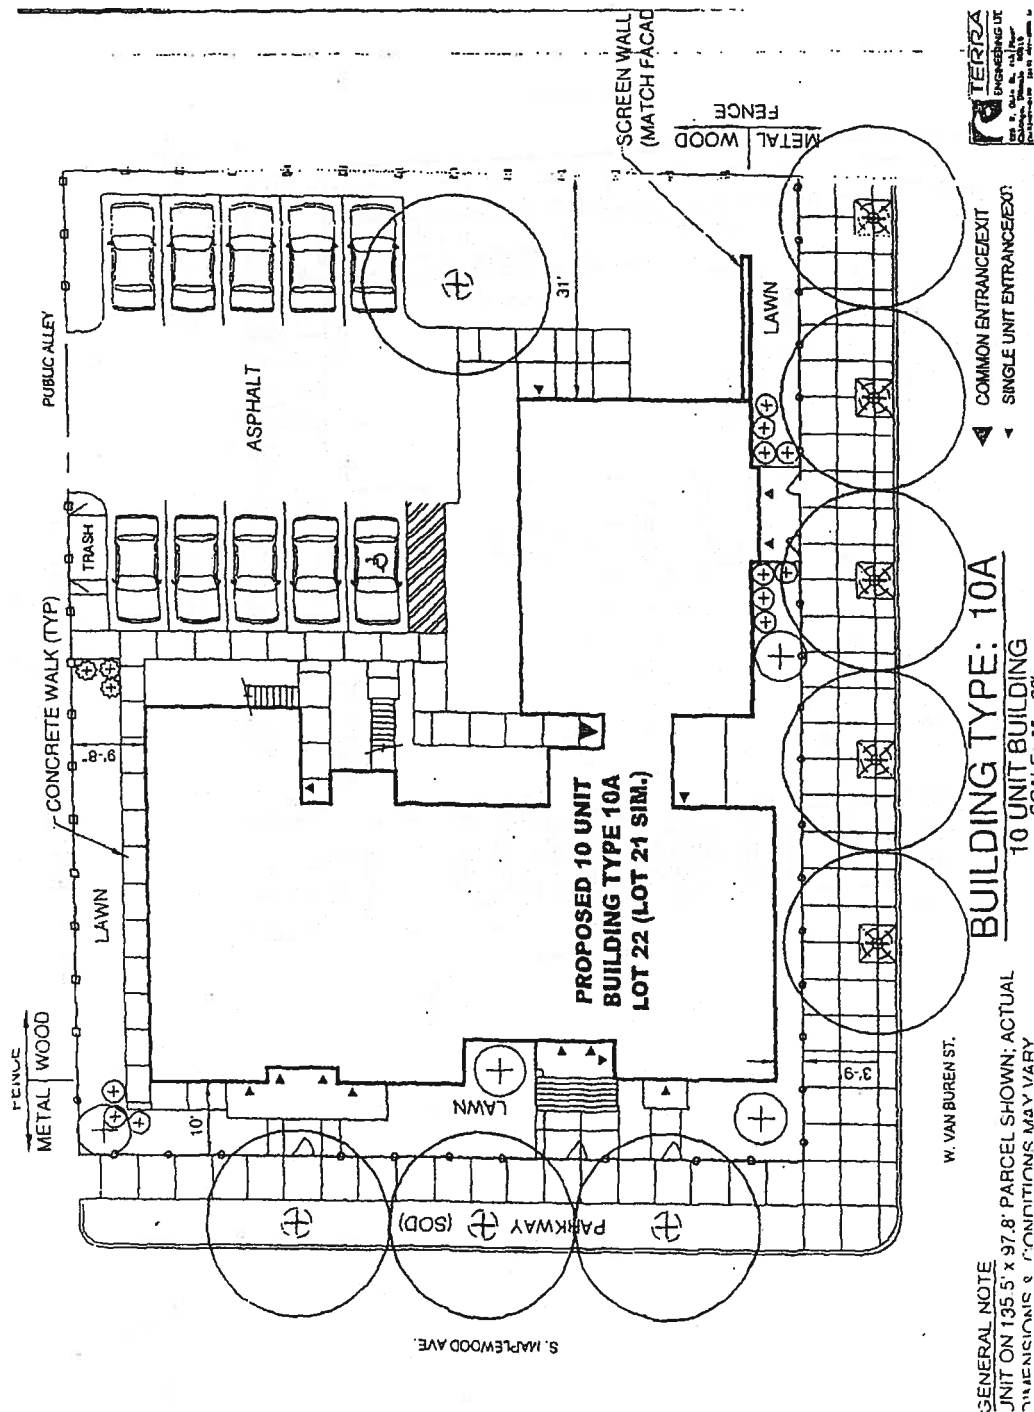 PUBLIC ALLEY
FENCE
METAL WOOD
CONCRETE WALK (TYP)
TRASH
LAWN
9'-8"
ASPHALT
10'
31'
SCREEN WALL
(MATCH FACAD
METAL WOOD
FENCE
LAWN
PARKWAY
(SOD)
LAWN
PROPOSED 10 UNIT
BUILDING TYPE 10A
LOT 22 (LOT 21 SIM.)
LAWN
3'-9"
S. MAPLEWOOD AVE.
W. VAN BUREN ST.
COMMON ENTRANCE/EXIT
SINGLE UNIT ENTRANCE/EXIT
BUILDING TYPE: 10A
10 UNIT BUILDING
GENERAL NOTE
UNIT ON 135.5' x 97.8' PARCEL SHOWN; ACTUAL
DIMENSIONS & CONDITIONS MAY VARY
TERRA
ENGINEERING LT